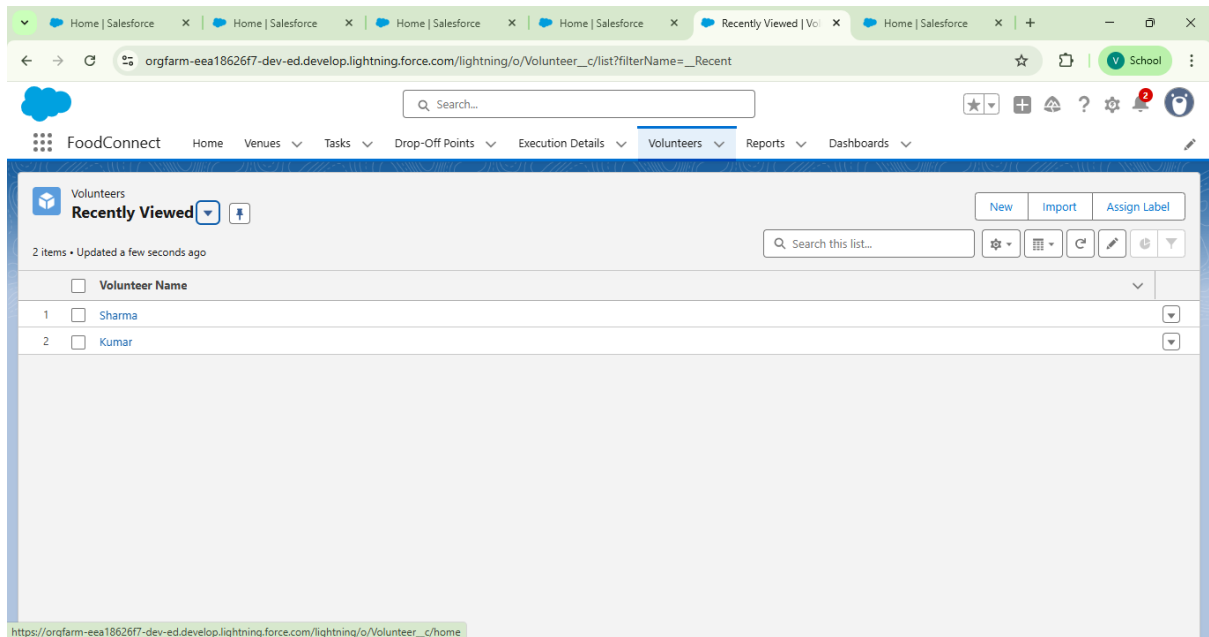 Home | Salesforce Home | Salesforce Home | Salesforce Home | Salesforce Recently Viewed | Vol Home | Salesforce
orgfarm-eea18626f7-dev-ed.develop.lightning.force.com/lightning/o/Volunteer__c/list?filterName=__Recent V School
Search... 2
FoodConnect Home Venues Tasks Drop-Off Points Execution Details Volunteers Reports Dashboards
Volunteers
Recently Viewed New Import Assign Label
2 items • Updated a few seconds ago Search this list...
Volunteer Name
1 Sharma
2 Kumar
https://orgfarm-eea18626f7-dev-ed.develop.lightning.force.com/lightning/o/Volunteer__c/home